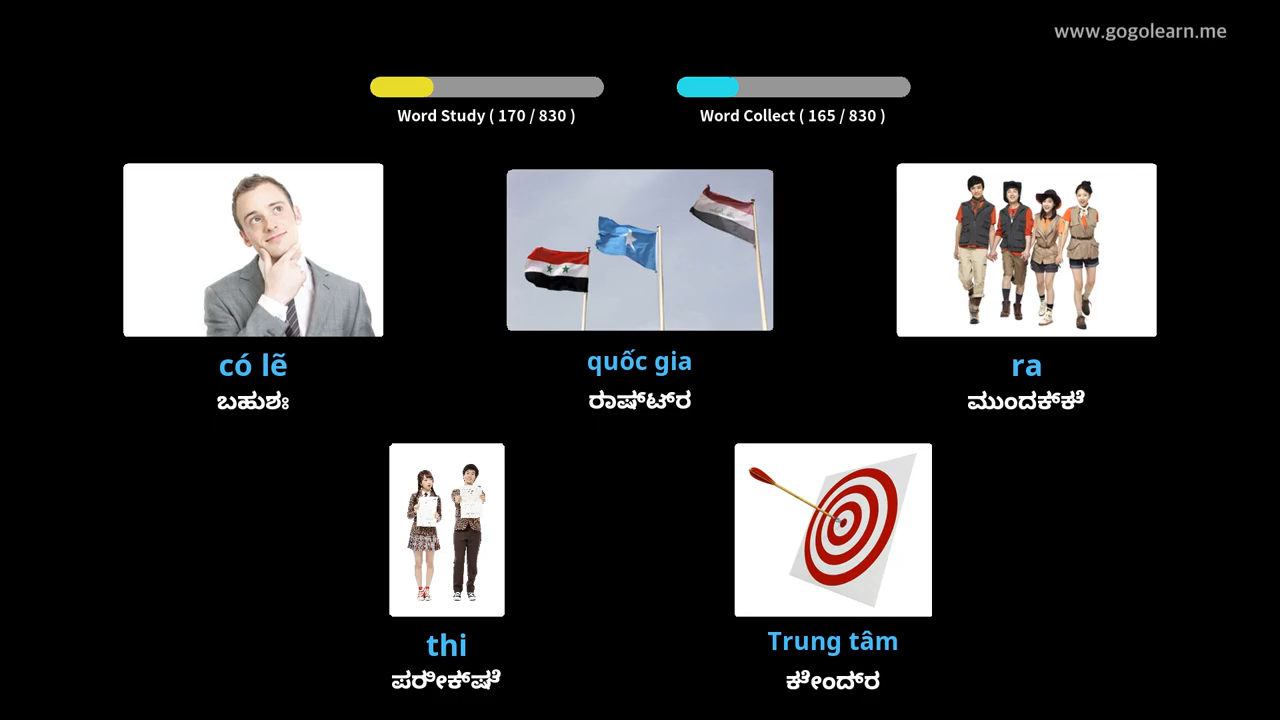 www.gogolearn.me
Word Study ( 170 / 830 )
Word Collect ( 165 / 830 )
có lẽ
ಬಹುಶಃ
quốc gia
ರಾಷ್ಟ್ರ
ra
ಮುಂದಕ್ಕೆ
thi
ಪರೀಕ್ಷೆ
Trung tâm
ಕೇಂದ್ರ